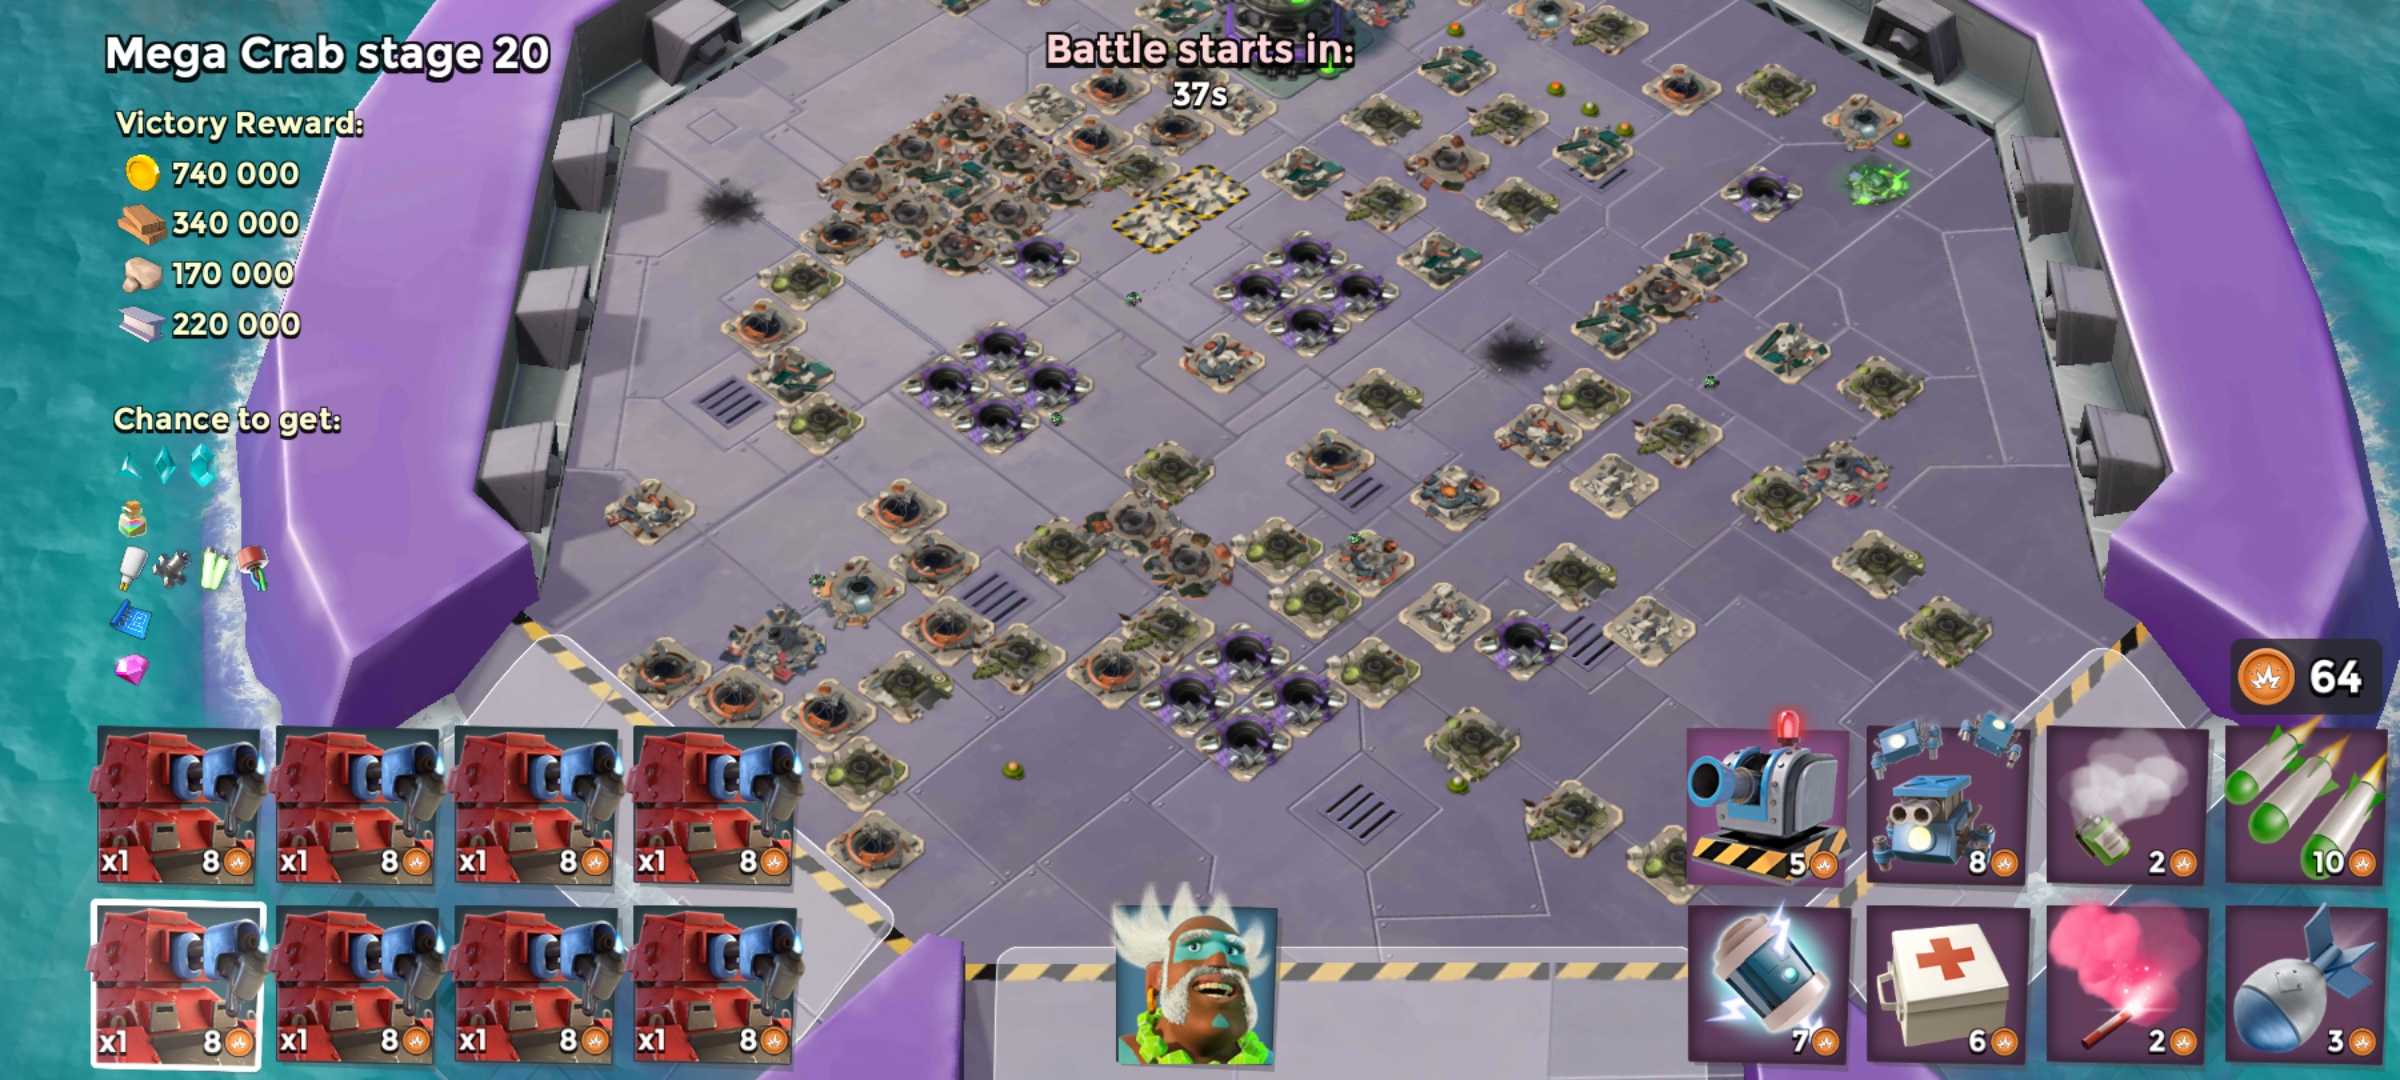 Mega Crab stage 20
Battle starts in:
37s
Victory Reward:
740 000
340 000
170 000
220 000
Chance to get:
64
x1 8
x1 8
x1 8
x1 8
5
8
2
10
x1 8
x1 8
x1 8
x1 8
7
6
2
3